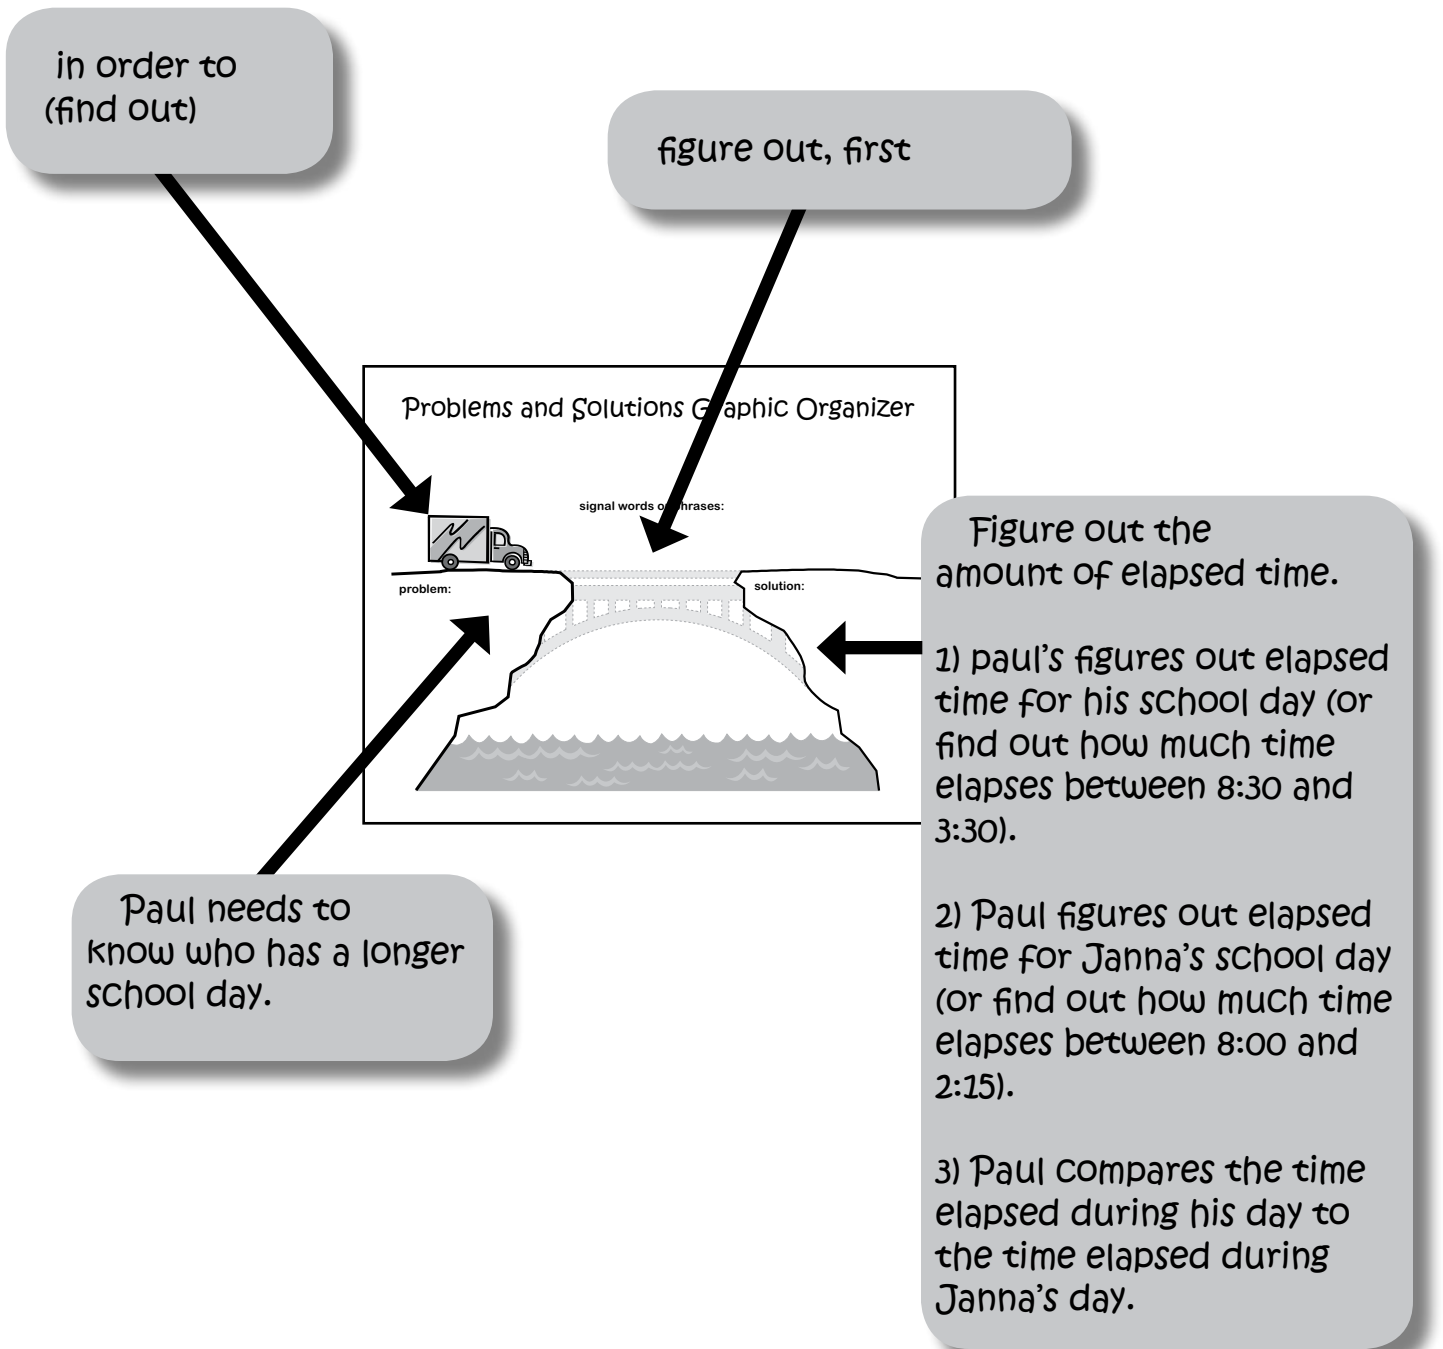 in order to
(find out)
figure out, first
Problems and Solutions Graphic Organizer
signal words or phrases:
problem:
solution:
Figure out the
amount of elapsed time.
1) paul's figures out elapsed
time for his school day (or
find out how much time
elapses between 8:30 and
3:30).
2) Paul figures out elapsed
time for Janna's school day
(or find out how much time
elapses between 8:00 and
2:15).
3) Paul compares the time
elapsed during his day to
the time elapsed during
Janna's day.
Paul needs to
know who has a longer
school day.